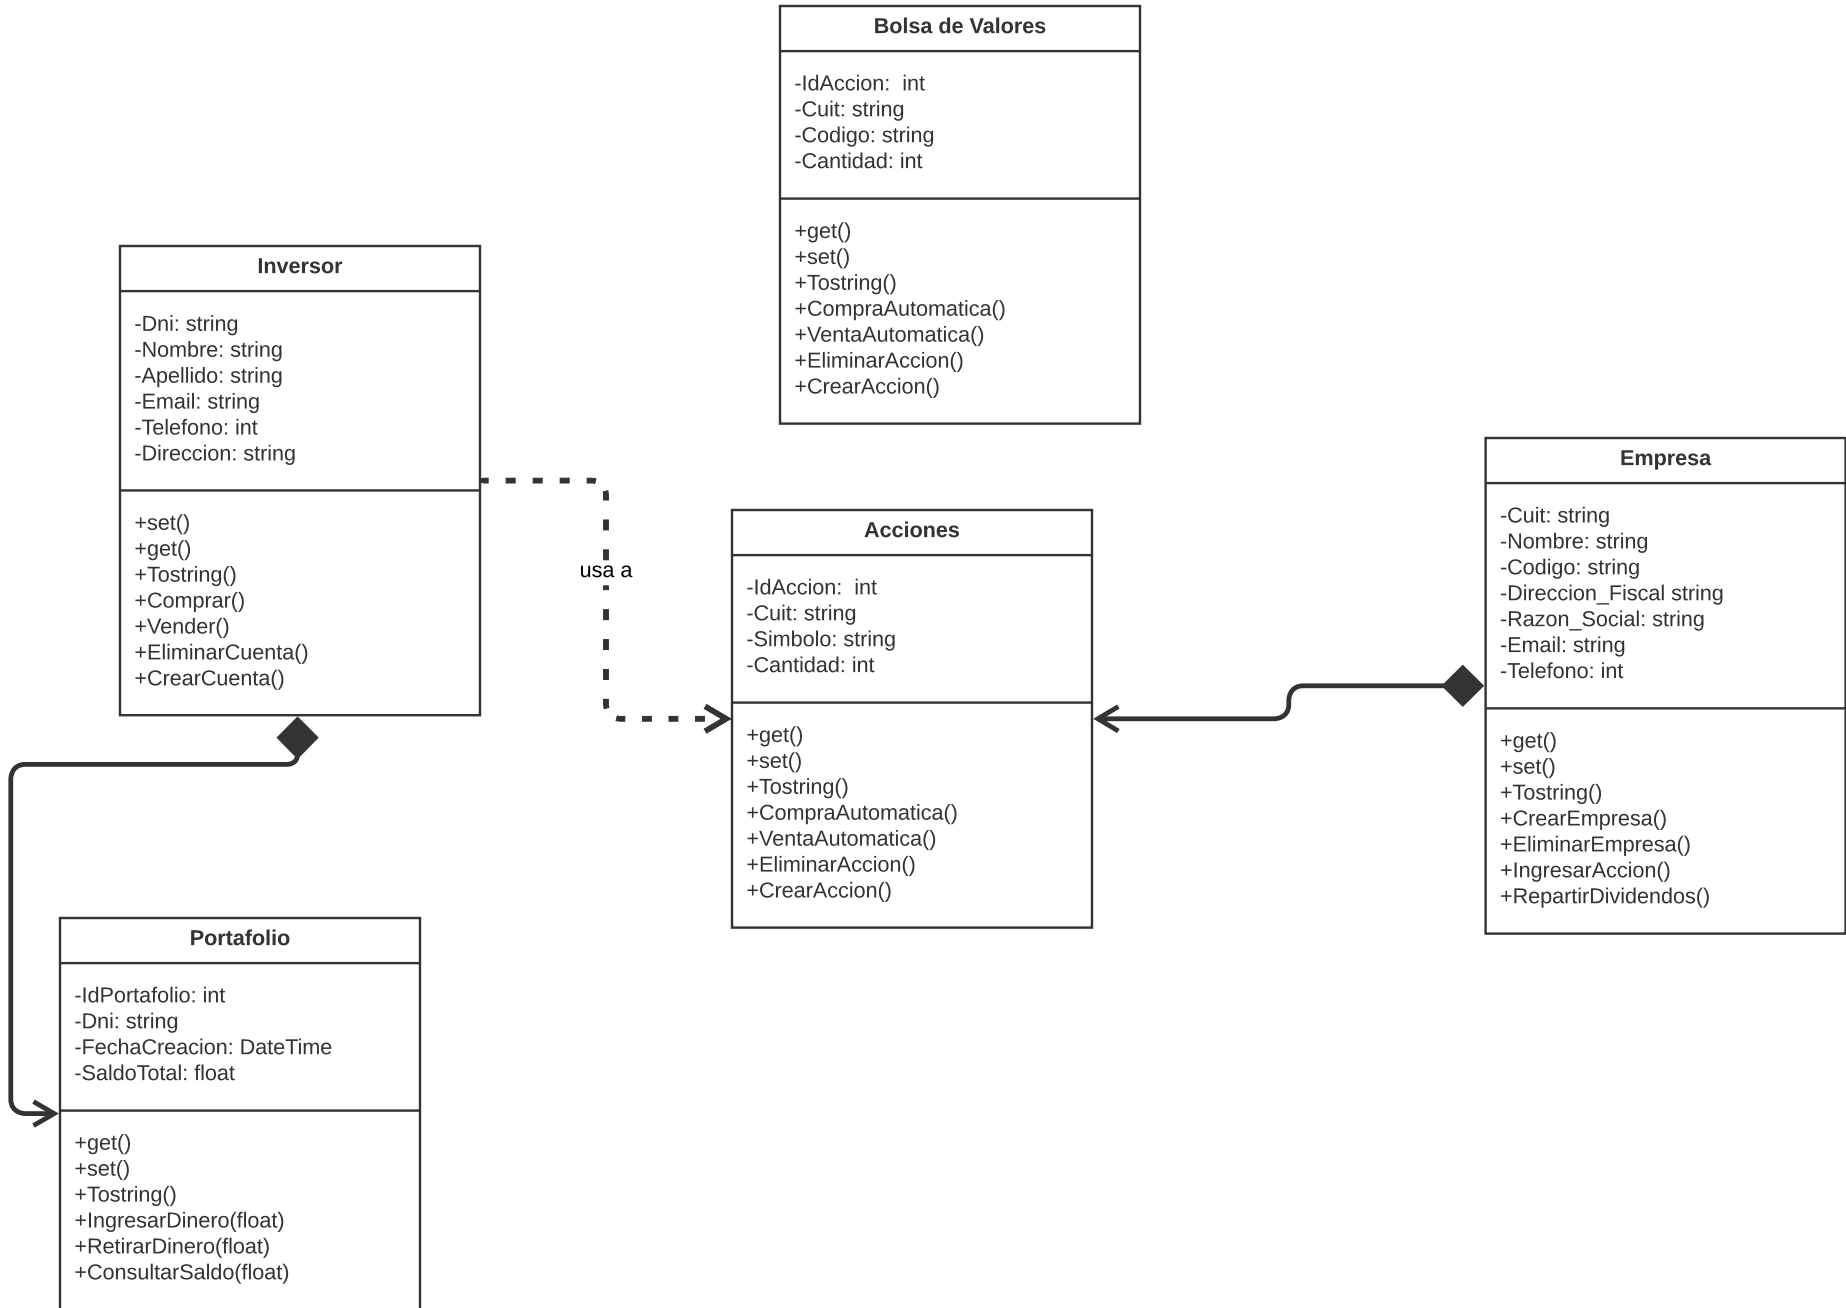 Bolsa de Valores
-IdAccion:  int
-Cuit: string
-Codigo: string
-Cantidad: int
+get()
+set()
+Tostring()
+CompraAutomatica()
+VentaAutomatica()
+EliminarAccion()
+CrearAccion()
Inversor
-Dni: string
-Nombre: string
-Apellido: string
-Email: string
-Telefono: int
-Direccion: string
+set()
+get()
+Tostring()
+Comprar()
+Vender()
+EliminarCuenta()
+CrearCuenta()
usa a
Acciones
-IdAccion:  int
-Cuit: string
-Simbolo: string
-Cantidad: int
+get()
+set()
+Tostring()
+CompraAutomatica()
+VentaAutomatica()
+EliminarAccion()
+CrearAccion()
Empresa
-Cuit: string
-Nombre: string
-Codigo: string
-Direccion_Fiscal string
-Razon_Social: string
-Email: string
-Telefono: int
+get()
+set()
+Tostring()
+CrearEmpresa()
+EliminarEmpresa()
+IngresarAccion()
+RepartirDividendos()
Portafolio
-IdPortafolio: int
-Dni: string
-FechaCreacion: DateTime
-SaldoTotal: float
+get()
+set()
+Tostring()
+IngresarDinero(float)
+RetirarDinero(float)
+ConsultarSaldo(float)